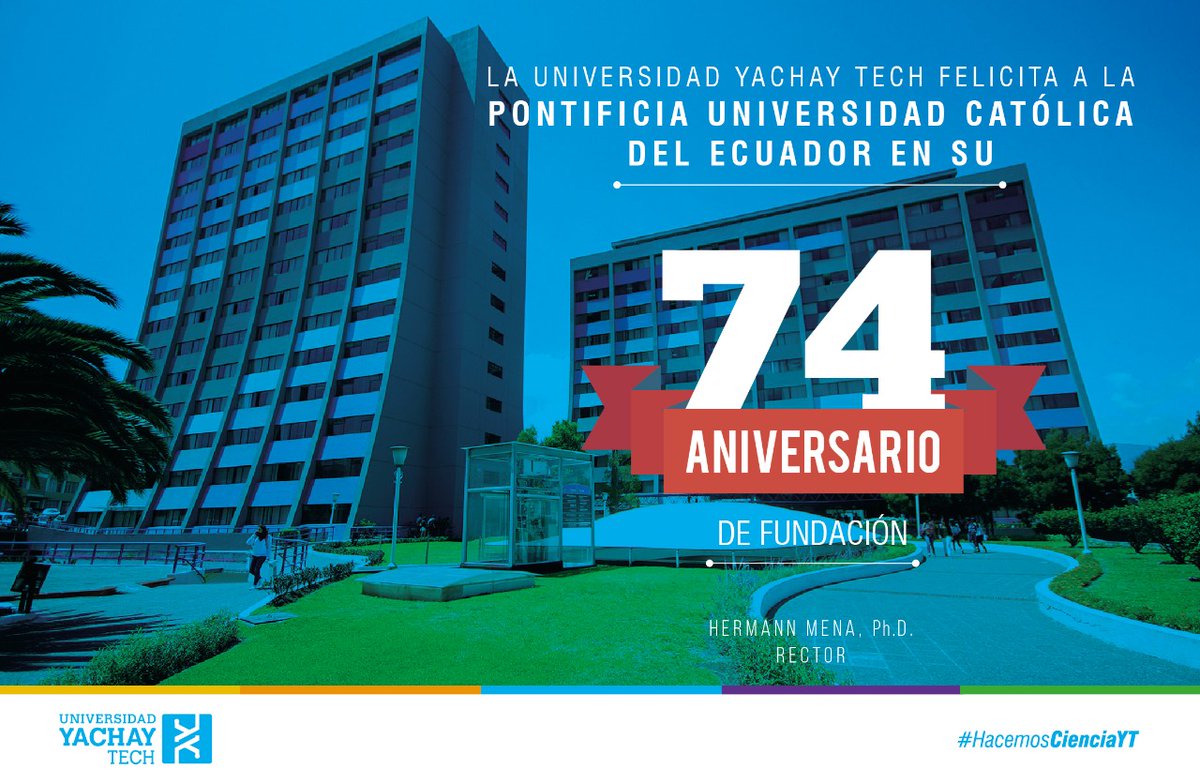 LA UNIVERSIDAD YACHAY TECH FELICITA A LA
PONTIFICIA UNIVERSIDAD CATÓLICA
DEL ECUADOR EN SU
74
ANIVERSARIO
DE FUNDACIÓN
HERMANN MENA, Ph.D.
RECTOR
UNIVERSIDAD
YACHAY
TECH
#HacemosCienciaYT